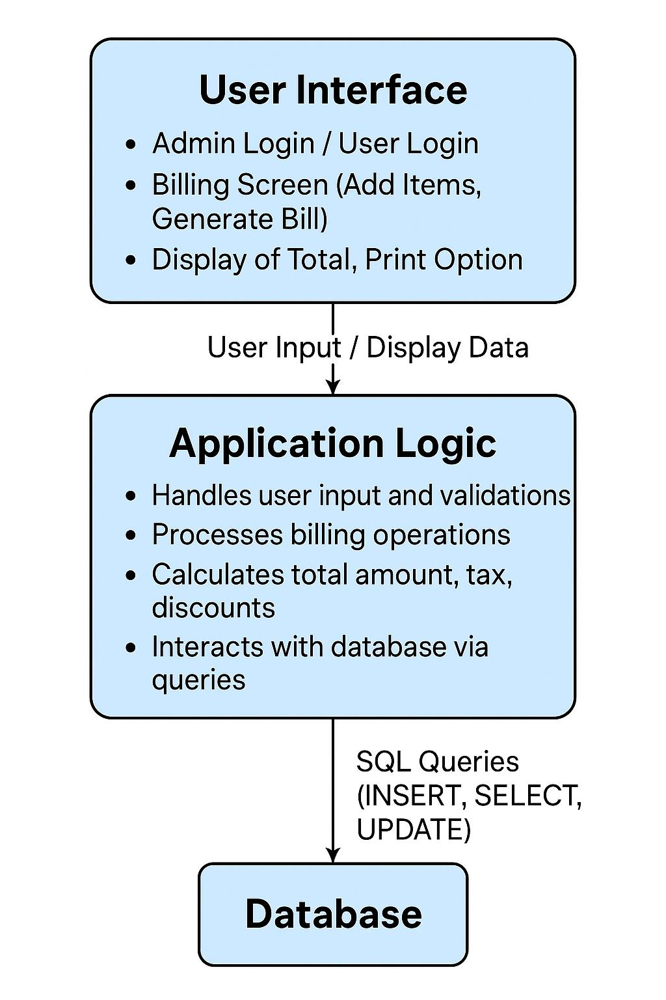 User Interface
• Admin Login / User Login
• Billing Screen (Add Items,
Generate Bill)
• Display of Total, Print Option
User Input / Display Data
Application Logic
• Handles user input and validations
• Processes billing operations
• Calculates total amount, tax,
discounts
• Interacts with database via
queries
SQL Queries
(INSERT, SELECT,
UPDATE)
Database